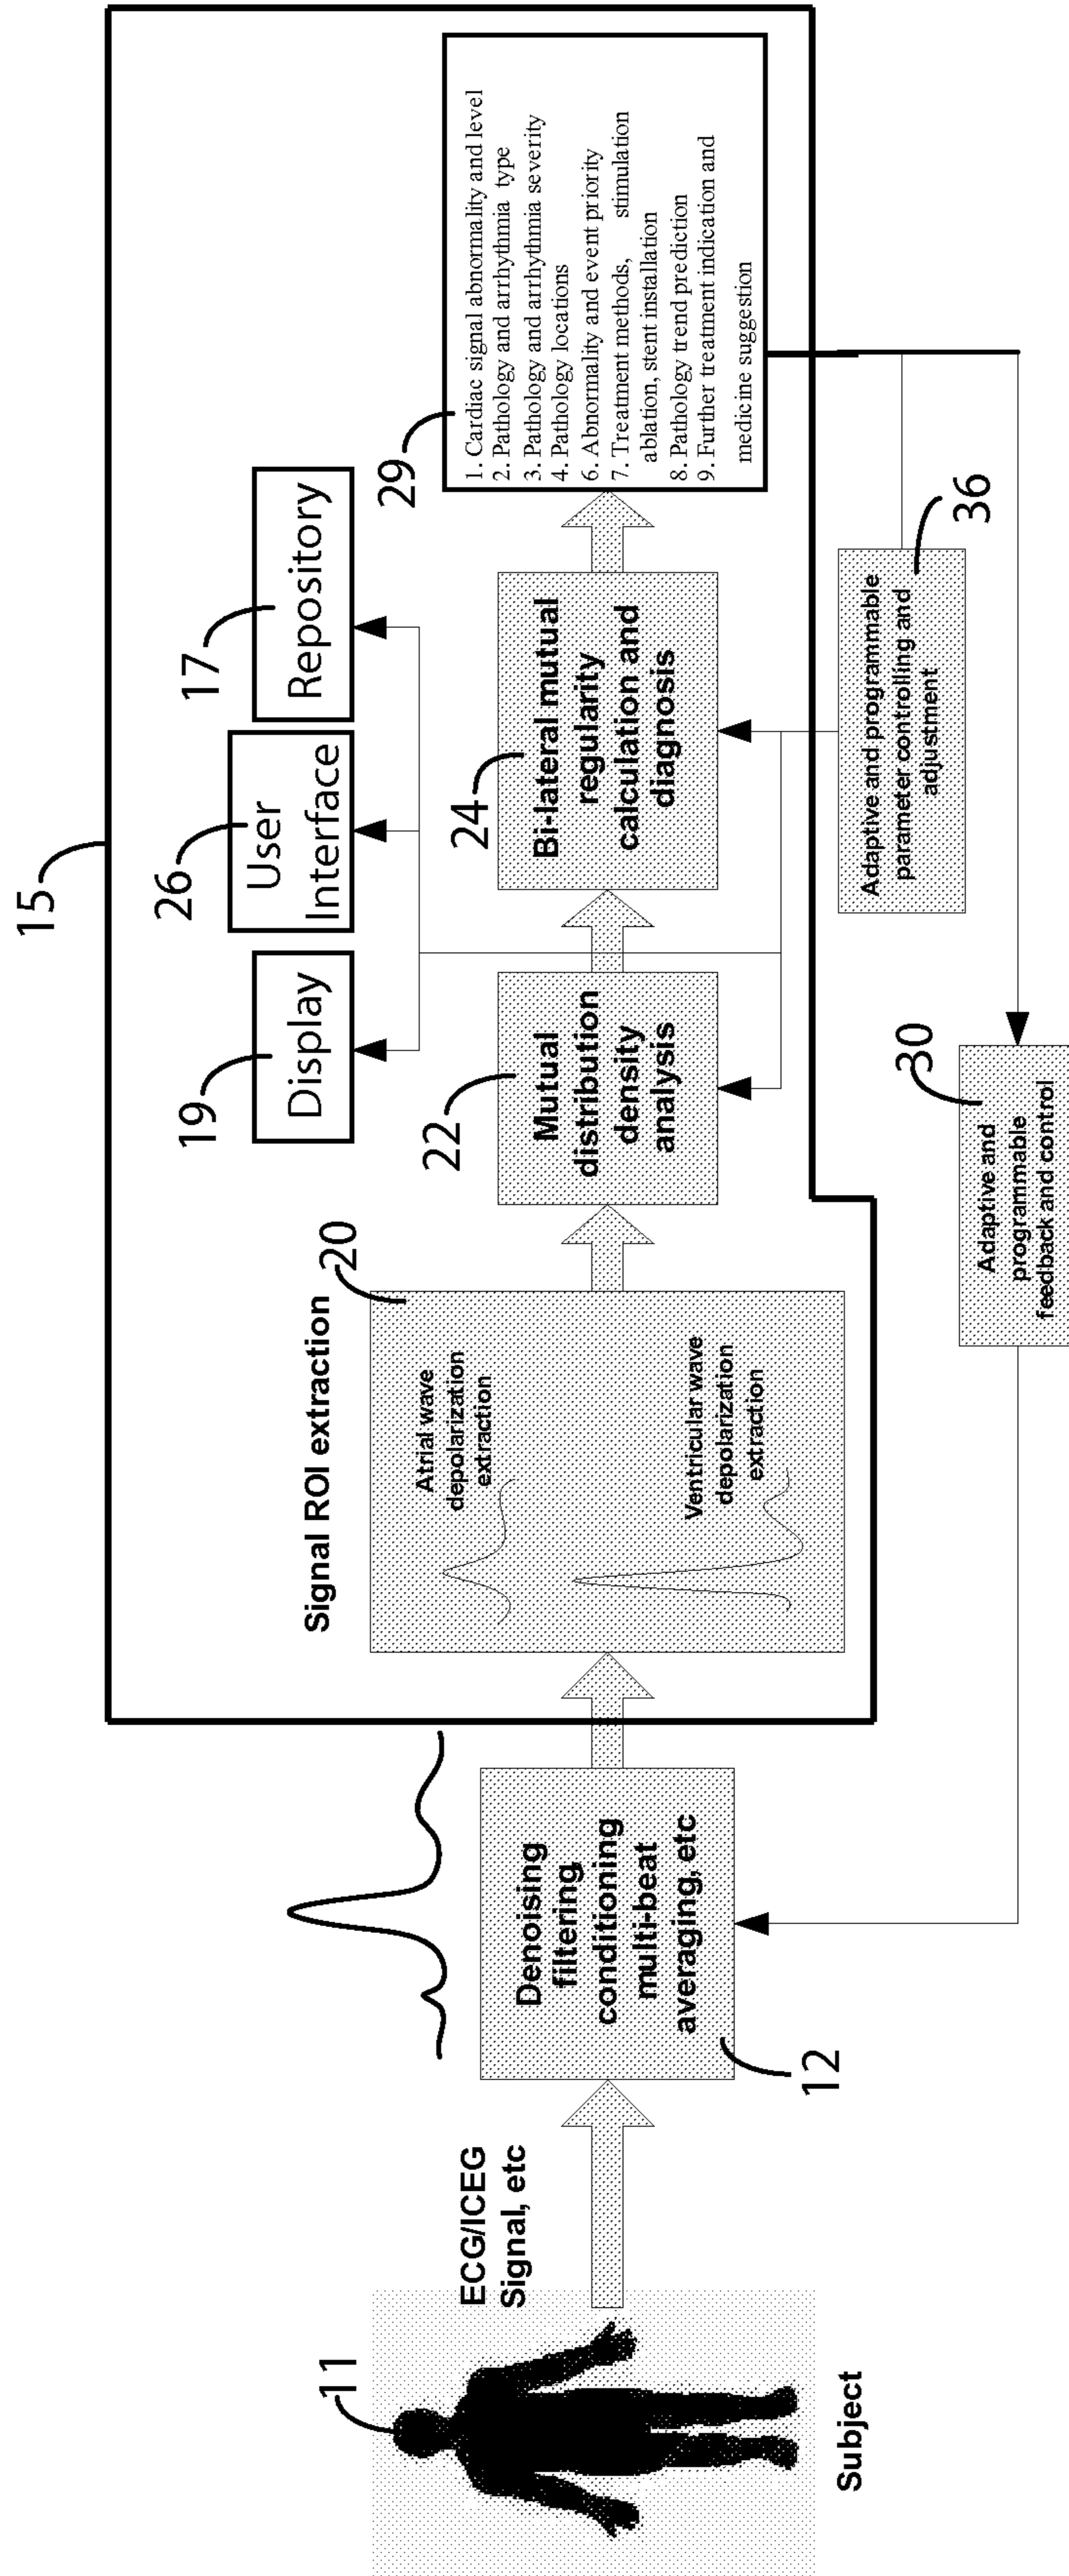 15
19
Display
26
User
Interface
17
Repository
29
1. Cardiac signal abnormality and level
2. Pathology and arrhythmia type
3. Pathology and arrhythmia severity
4. Pathology locations
6. Abnormality and event priority
7. Treatment methods, stimulation
ablation, stent installation
8. Pathology trend prediction
9. Further treatment indication and
medicine suggestion
11
Subject
ECG/ICEG
Signal, etc
Denoising
filtering,
conditioning
multi-beat
averaging, etc
12
Signal ROI extraction
20
Atrial wave
depolarization
extraction
Ventricular wave
depolarization
extraction
22
Mutual
distribution
density
analysis
24
Bi-lateral mutual
regularity
calculation and
diagnosis
Adaptive and programmable
parameter controlling and
adjustment
36
30
Adaptive and
programmable
feedback and control